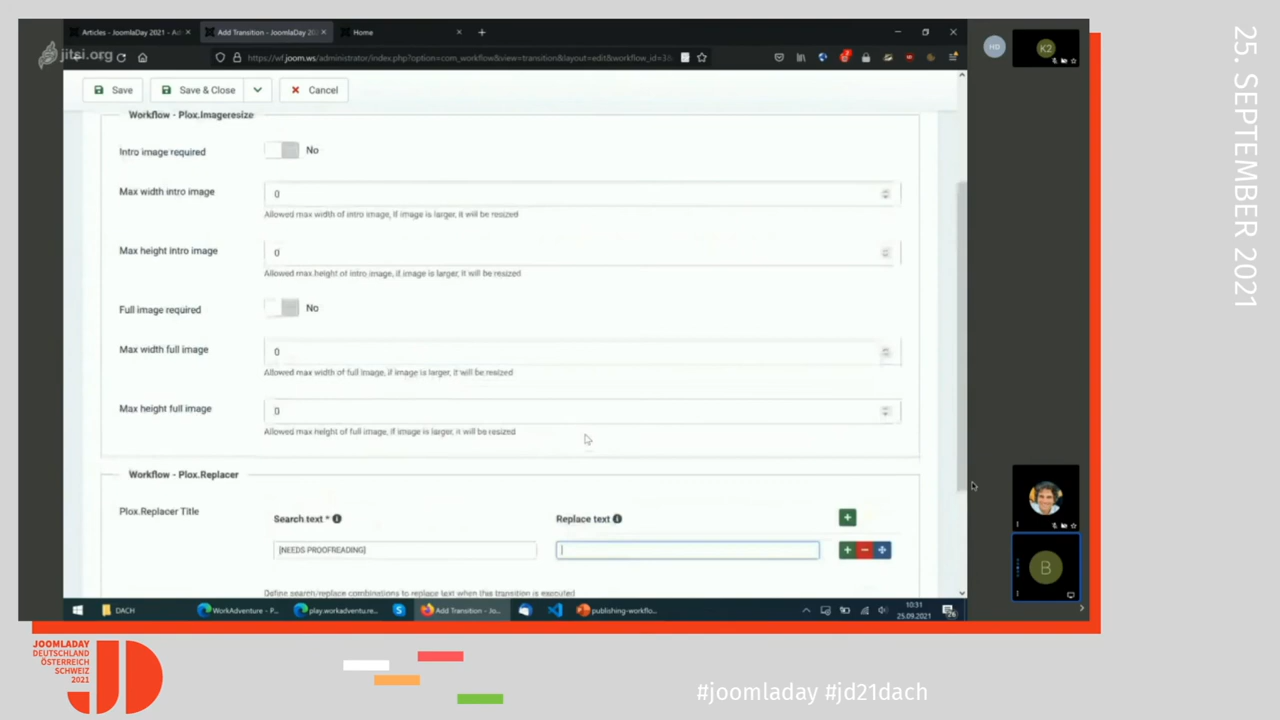 Articles - JoomlaDay 2021 - Ad
Add Transition - JoomlaDay 202
Home
jitsi.org
https://wf.joom.ws/administrator/index.php?option=com_workflow&view=transition&layout=edit&workflow_id=38
HD
K2
Save
Save & Close
Cancel
Workflow - Plox.Imageresize
Intro image required
No
Max width intro image
0
Allowed max width of intro image, if image is larger, it will be resized
Max height intro image
0
Allowed max height of intro image, if image is larger, it will be resized
Full image required
No
Max width full image
0
Allowed max width of full image, if image is larger, it will be resized
Max height full image
0
Allowed max height of full image, if image is larger, it will be resized
Workflow - Plox.Replacer
Plox.Replacer Title
Search text *
Replace text
[NEEDS PROOFREADING]
Define search/replace combinations to replace text when this transition is executed
B
DACH
WorkAdventure - P...
play.workadventu.re...
Add Transition - Jo...
publishing-workflo...
10:31
25.09.2021
25. SEPTEMBER 2021
JOOMLADAY
DEUTSCHLAND
ÖSTERREICH
SCHWEIZ
2021
JD
#joomladay #jd21dach